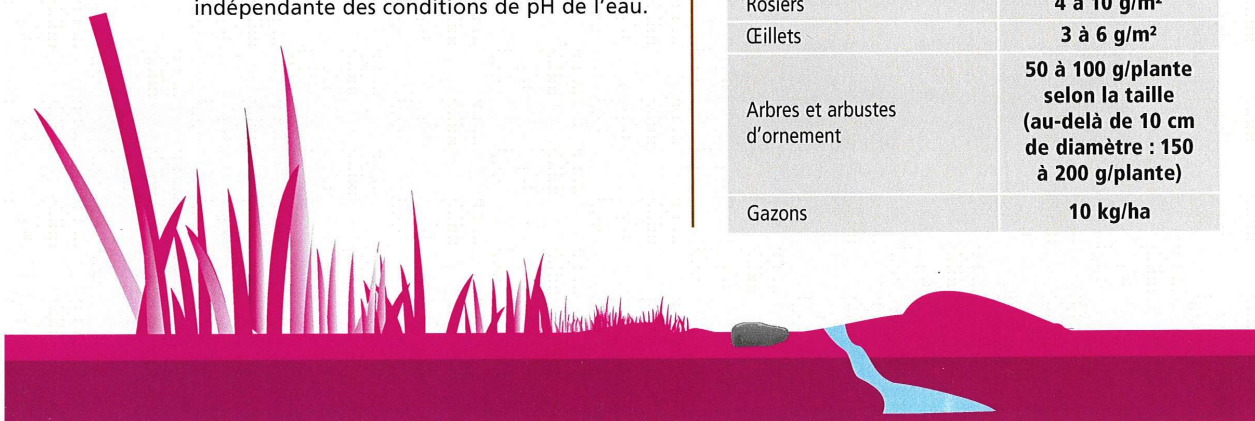 indépendante des conditions de pH de l'eau.
Rosiers
4 à 10 g/m²
Œillets
3 à 6 g/m²
Arbres et arbustes
d'ornement
50 à 100 g/plante
selon la taille
(au-delà de 10 cm
de diamètre : 150
à 200 g/plante)
Gazons
10 kg/ha